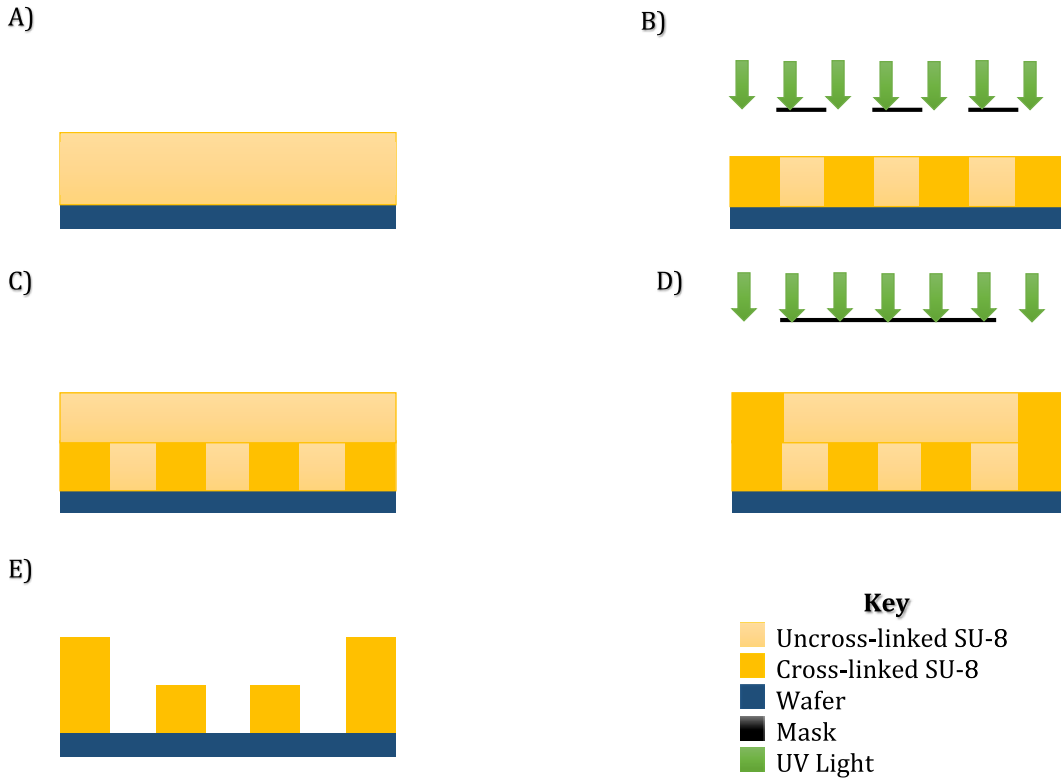 A)
B)
C)
D)
E)
Key
Uncross-linked SU-8
Cross-linked SU-8
Wafer
Mask
UV Light